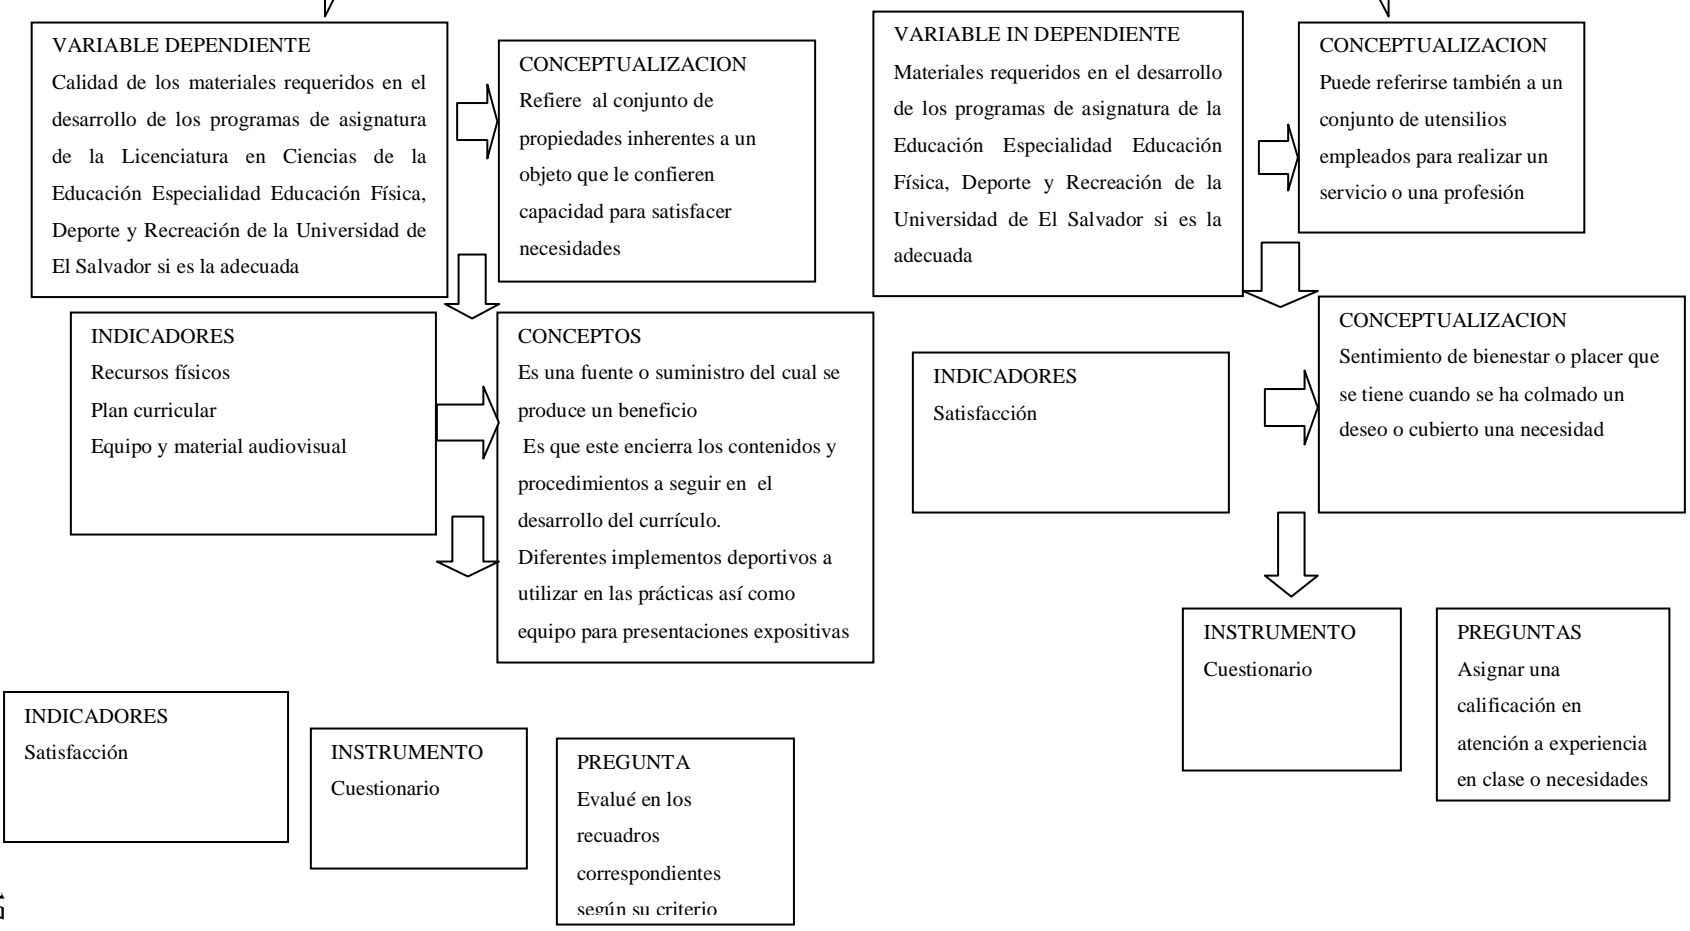 VARIABLE DEPENDIENTE
Calidad de los materiales requeridos en el
desarrollo de los programas de asignatura
de la Licenciatura en Ciencias de la
Educación Especialidad Educación Física,
Deporte y Recreación de la Universidad de
El Salvador si es la adecuada
CONCEPTUALIZACION
Refiere al conjunto de
propiedades inherentes a un
objeto que le confieren
capacidad para satisfacer
necesidades
INDICADORES
Recursos físicos
Plan curricular
Equipo y material audiovisual
CONCEPTOS
Es una fuente o suministro del cual se
produce un beneficio
Es que este encierra los contenidos y
procedimientos a seguir en el
desarrollo del currículo.
Diferentes implementos deportivos a
utilizar en las prácticas así como
equipo para presentaciones expositivas
INDICADORES
Satisfacción
INSTRUMENTO
Cuestionario
PREGUNTA
Evalué en los
recuadros
correspondientes
según su criterio
VARIABLE IN DEPENDIENTE
Materiales requeridos en el desarrollo
de los programas de asignatura de la
Educación Especialidad Educación
Física, Deporte y Recreación de la
Universidad de El Salvador si es la
adecuada
CONCEPTUALIZACION
Puede referirse también a un
conjunto de utensilios
empleados para realizar un
servicio o una profesión
INDICADORES
Satisfacción
CONCEPTUALIZACION
Sentimiento de bienestar o placer que
se tiene cuando se ha colmado un
deseo o cubierto una necesidad
INSTRUMENTO
Cuestionario
PREGUNTAS
Asignar una
calificación en
atención a experiencia
en clase o necesidades